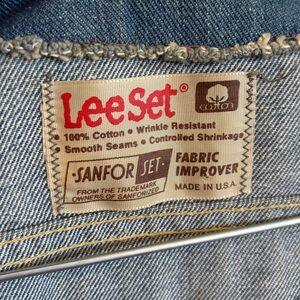 LeeSet®
cotton
100% Cotton • Wrinkle Resistant
• Smooth Seams • Controlled Shrinkage
·SANFOR SET· FABRIC IMPROVER
FROM THE TRADEMARK OWNERS OF SANFORIZED
MADE IN U.S.A.